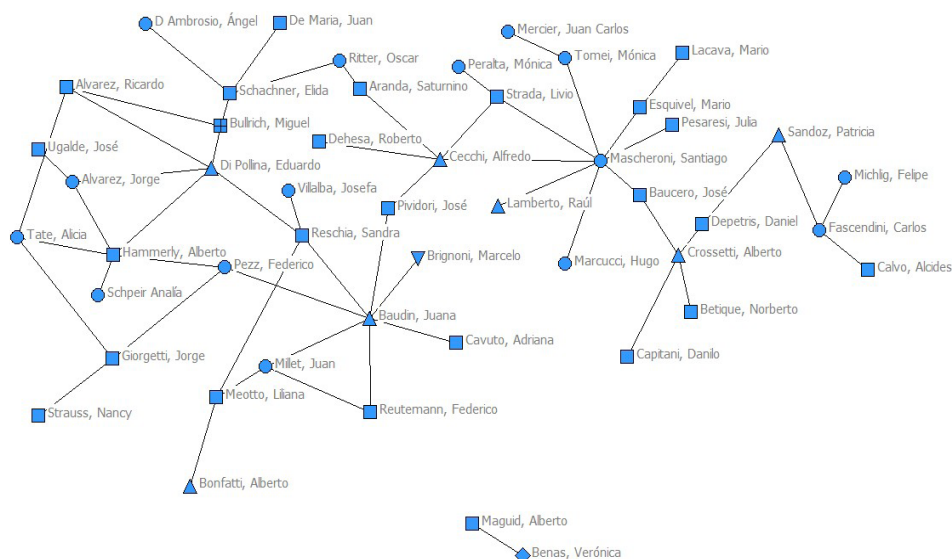 D Ambrosio, Ángel
De Maria, Juan
Mercier, Juan Carlos
Tomei, Mónica
Lacava, Mario
Ritter, Oscar
Peralta, Mónica
Alvarez, Ricardo
Schachner, Elida
Aranda, Saturnino
Strada, Livio
Esquivel, Mario
Bullrich, Miguel
Pesaresi, Julia
Sandoz, Patricia
Dehesa, Roberto
Ugalde, José
Cecchi, Alfredo
Mascheroni, Santiago
Di Pollina, Eduardo
Michlig, Felipe
Alvarez, Jorge
Villalba, Josefa
Baucero, José
Pividori, José
Lamberto, Raúl
Depetris, Daniel
Fascendini, Carlos
Tate, Alicia
Reschia, Sandra
Hammerly, Alberto
Brignoni, Marcelo
Crossetti, Alberto
Pezz, Federico
Marcucci, Hugo
Calvo, Alcides
Schpeir Analía
Betique, Norberto
Baudin, Juana
Cavuto, Adriana
Giorgetti, Jorge
Capitani, Danilo
Millet, Juan
Meotto, Liliana
Strauss, Nancy
Reutemann, Federico
Bonfatti, Alberto
Maguid, Alberto
Benas, Verónica